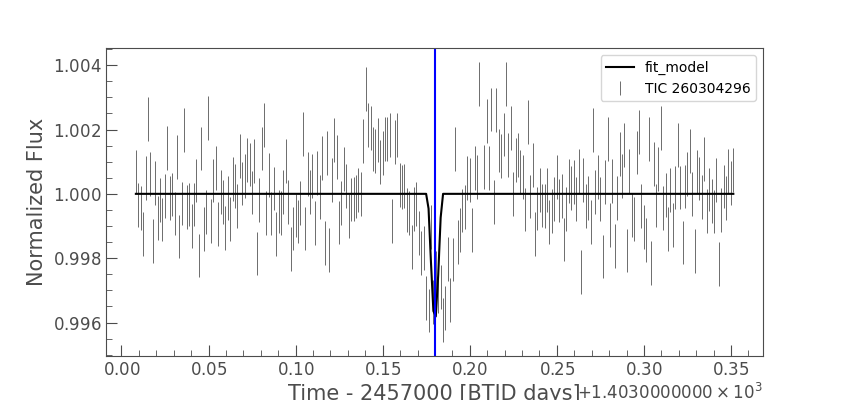 1.004
1.002
1.000
0.998
0.996
Normalized Flux
fit_model
TIC 260304296
0.00 0.05 0.10 0.15 0.20 0.25 0.30 0.35
Time - 2457000 [BTJD days]
+1.4030000000 × 10³